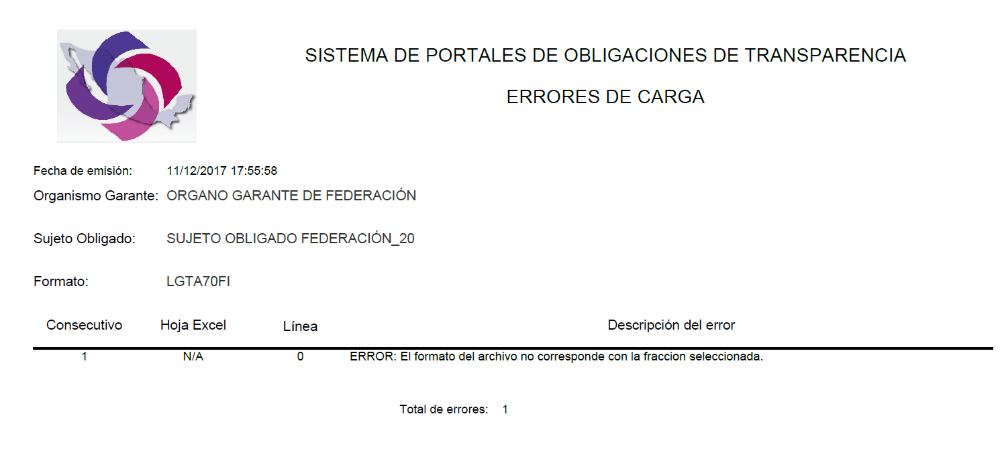 SISTEMA DE PORTALES DE OBLIGACIONES DE TRANSPARENCIA
ERRORES DE CARGA
Fecha de emisión: 11/12/2017 17:55:58
Organismo Garante: ORGANO GARANTE DE FEDERACIÓN
Sujeto Obligado: SUJETO OBLIGADO FEDERACIÓN_20
Formato: LGTA70FI
Consecutivo Hoja Excel Línea Descripción del error
1 N/A 0 ERROR: El formato del archivo no corresponde con la fraccion seleccionada.
Total de errores: 1